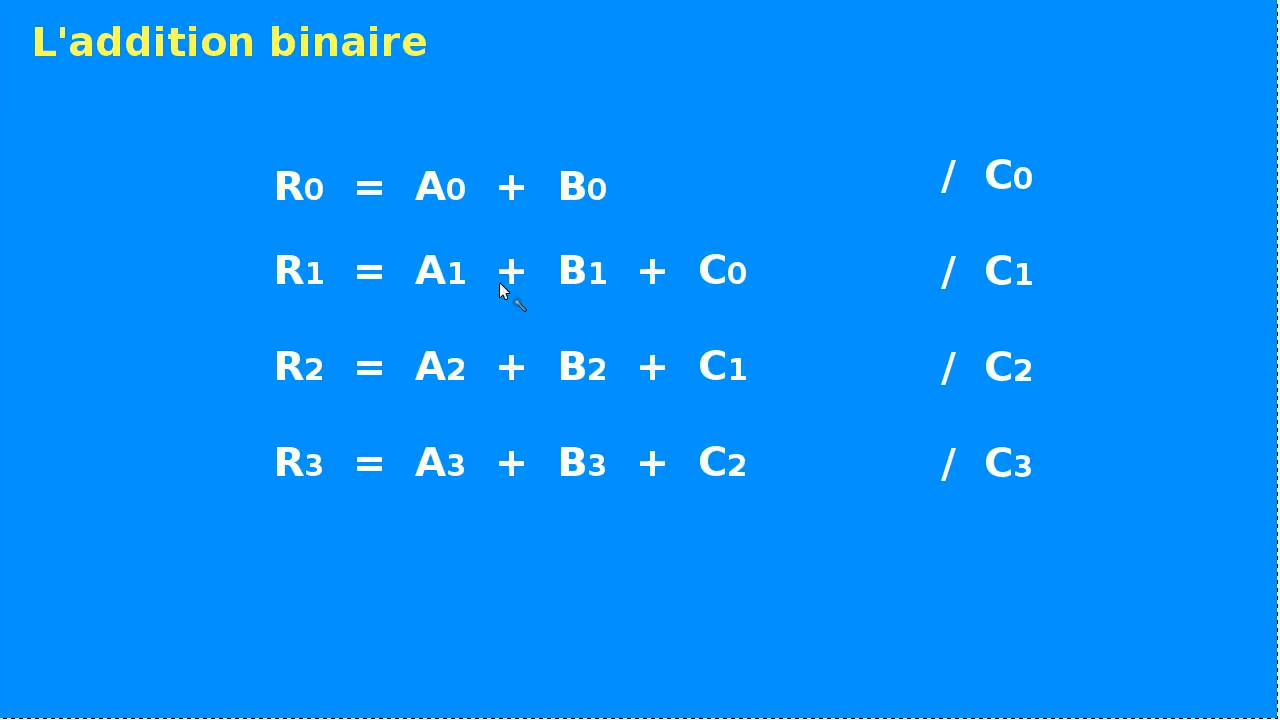 L'addition binaire
R0 = A0 + B0 / C0
R1 = A1 + B1 + C0 / C1
R2 = A2 + B2 + C1 / C2
R3 = A3 + B3 + C2 / C3